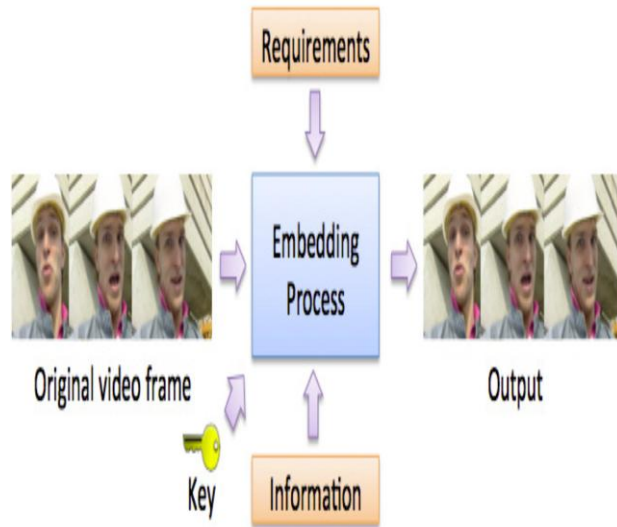 Requirements
Embedding
Process
Original video frame
Output
Key
Information